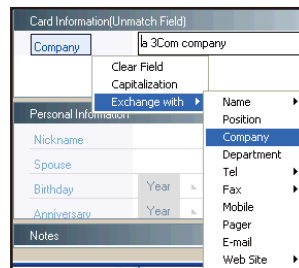 Card Information(Unmatch Field)
Company la 3Com company
Clear Field
Capitalization
Exchange with Name
Position
Personal Information
Company
Nickname
Department
Spouse
Tel
Birthday Year
Fax
Mobile
Anniversary Year
Pager
Notes
E-mail
Web Site